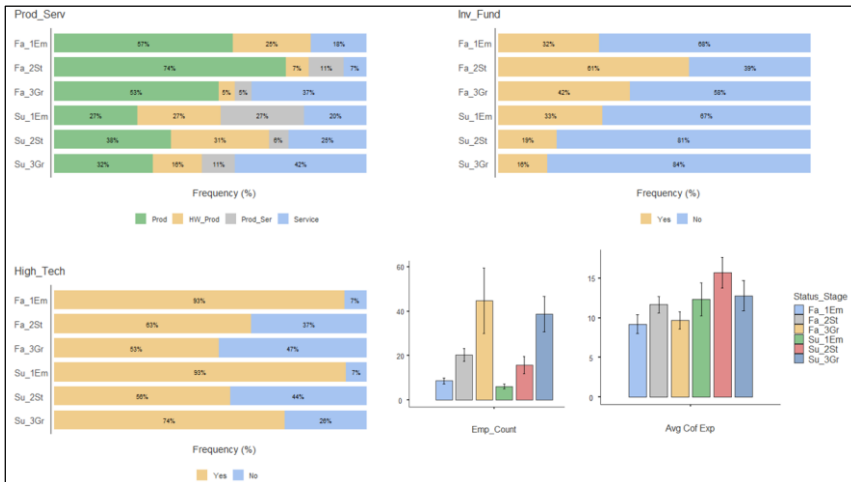 Prod_Serv
Fa_1Em 57% 25% 18%
Fa_2St 74% 7% 11% 7%
Fa_3Gr 53% 5% 5% 37%
Su_1Em 27% 27% 27% 20%
Su_2St 38% 31% 6% 25%
Su_3Gr 32% 16% 11% 42%
Frequency (%)
Prod HW_Prod Prod_Ser Service
Inv_Fund
Fa_1Em 32% 68%
Fa_2St 61% 39%
Fa_3Gr 42% 58%
Su_1Em 33% 67%
Su_2St 19% 81%
Su_3Gr 16% 84%
Frequency (%)
Yes No
High_Tech
Fa_1Em 93% 7%
Fa_2St 63% 37%
Fa_3Gr 53% 47%
Su_1Em 93% 7%
Su_2St 56% 44%
Su_3Gr 74% 26%
Frequency (%)
Yes No
60
40
20
0
Emp_Count
15
10
5
0
Avg Cof Exp
Status_Stage
Fa_1Em
Fa_2St
Fa_3Gr
Su_1Em
Su_2St
Su_3Gr